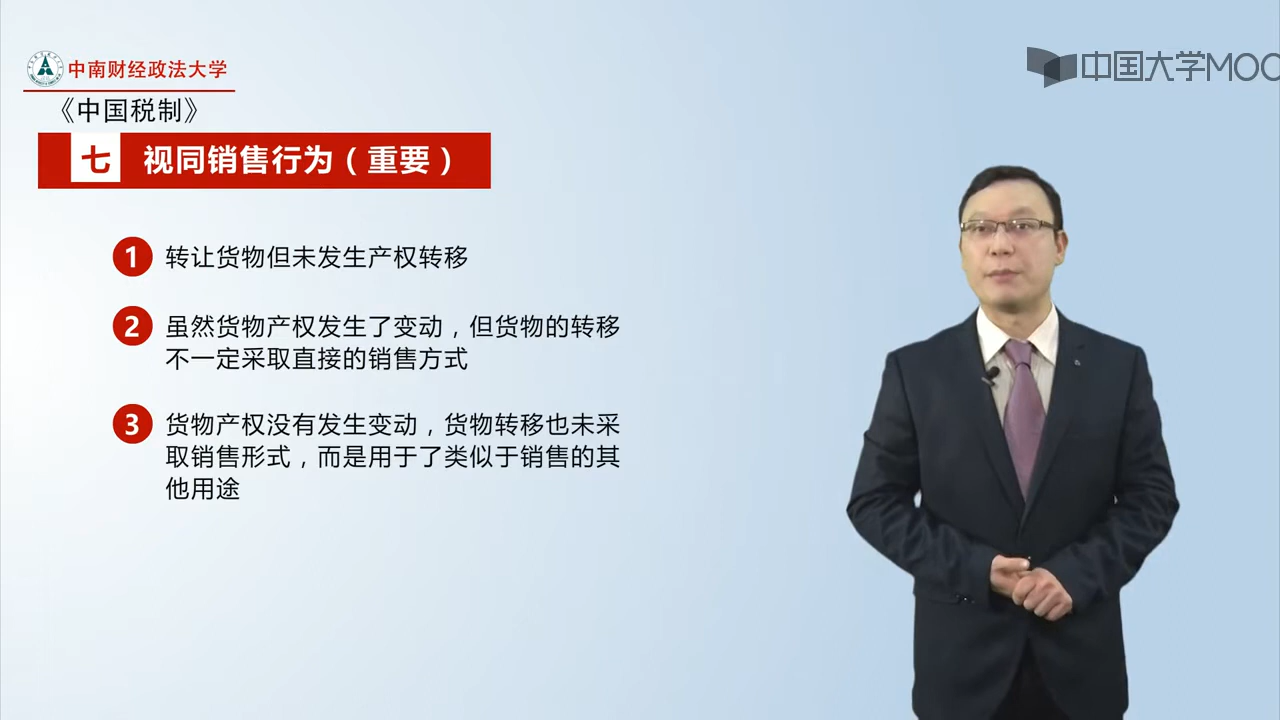 中南财经政法大学
中国大学MOO
《中国税制》
七 视同销售行为（重要）
1 转让货物但未发生产权转移
2 虽然货物产权发生了变动，但货物的转移
不一定采取直接的销售方式
3 货物产权没有发生变动，货物转移也未采
取销售形式，而是用于了类似于销售的其
他用途